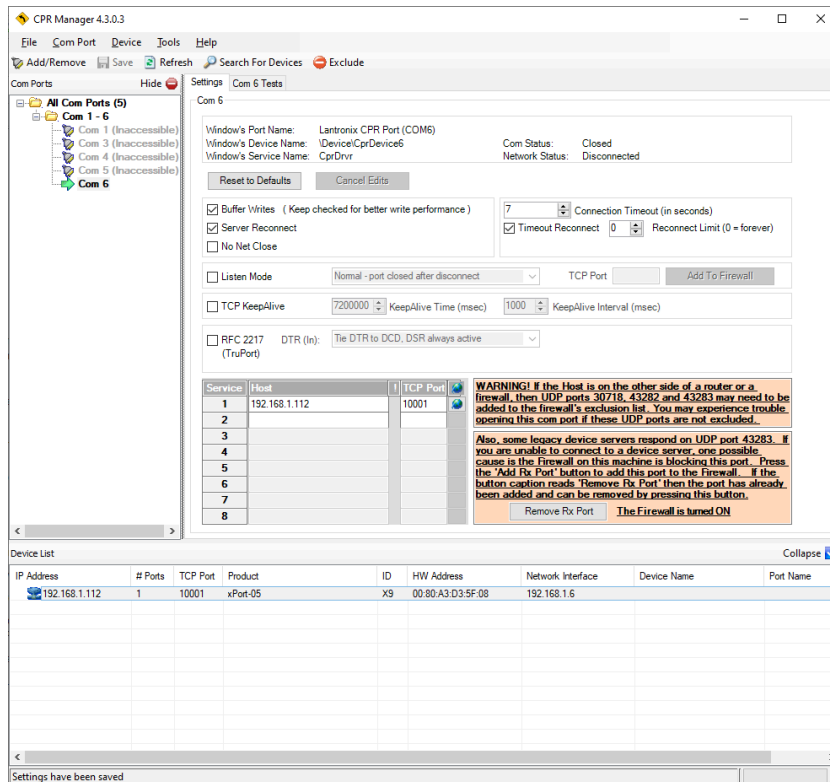 CPR Manager 4.3.0.3
File Com Port Device Tools Help
Add/Remove Save Refresh Search For Devices Exclude
Com Ports Hide
All Com Ports (5)
Com 1 - 6
Com 1 (Inaccessible)
Com 3 (Inaccessible)
Com 4 (Inaccessible)
Com 5 (Inaccessible)
Com 6
Settings Com 6 Tests
Com 6
Window's Port Name: Lantronix CPR Port (COM6)
Window's Device Name: \Device\CprDevice6 Com Status: Closed
Window's Service Name: CprDrvr Network Status: Disconnected
Reset to Defaults Cancel Edits
Buffer Writes ( Keep checked for better write performance ) 7 Connection Timeout (in seconds)
Server Reconnect Timeout Reconnect 0 Reconnect Limit (0 = forever)
No Net Close
Listen Mode Normal - port closed after disconnect TCP Port Add To Firewall
TCP KeepAlive 7200000 KeepAlive Time (msec) 1000 KeepAlive Interval (msec)
RFC 2217 DTR (In): Tie DTR to DCD, DSR always active
(TruPort)
Service Host ! TCP Port
1 192.168.1.112 10001
2
3
4
5
6
7
8
WARNING! If the Host is on the other side of a router or a
firewall, then UDP ports 30718, 43282 and 43283 may need to be
added to the firewall's exclusion list. You may experience trouble
opening this com port if these UDP ports are not excluded.
Also, some legacy device servers respond on UDP port 43283. If
you are unable to connect to a device server, one possible
cause is the Firewall on this machine is blocking this port. Press
the 'Add Rx Port' button to add this port to the Firewall. If the
button caption reads 'Remove Rx Port' then the port has already
been added and can be removed by pressing this button.
Remove Rx Port The Firewall is turned ON
Device List Collapse
IP Address # Ports TCP Port Product ID HW Address Network Interface Device Name Port Name
192.168.1.112 1 10001 xPort-05 X9 00:80:A3:D3:5F:08 192.168.1.6
Settings have been saved